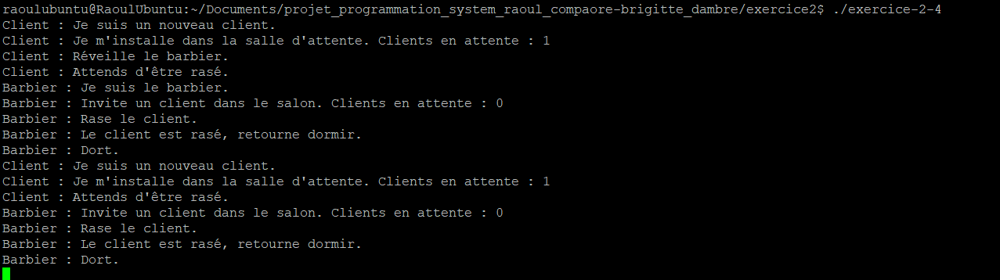 raoulubuntu@RaoulUbuntu:~/Documents/projet_programmation_system_raoul_compaore-brigitte_dambre/exercice2$ ./exercice-2-4
Client : Je suis un nouveau client.
Client : Je m'installe dans la salle d'attente. Clients en attente : 1
Client : Réveille le barbier.
Client : Attends d'être rasé.
Barbier : Je suis le barbier.
Barbier : Invite un client dans le salon. Clients en attente : 0
Barbier : Rase le client.
Barbier : Le client est rasé, retourne dormir.
Barbier : Dort.
Client : Je suis un nouveau client.
Client : Je m'installe dans la salle d'attente. Clients en attente : 1
Client : Attends d'être rasé.
Barbier : Invite un client dans le salon. Clients en attente : 0
Barbier : Rase le client.
Barbier : Le client est rasé, retourne dormir.
Barbier : Dort.